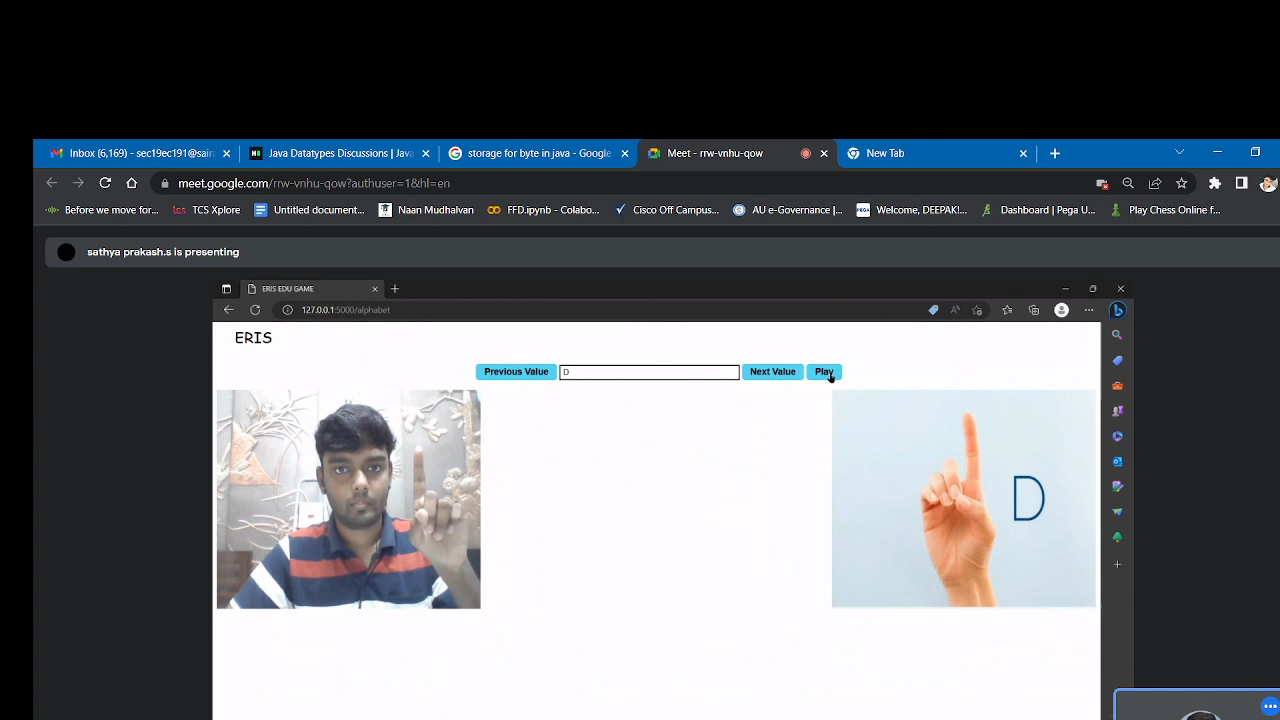 Inbox (6,169) - sec19ec191@sair
Java Datatypes Discussions | Java
storage for byte in java - Google
Meet - rrw-vnhu-qow
New Tab
meet.google.com/rrw-vnhu-qow?authuser=1&hl=en
Before we move for...
TCS Xplore
Untitled document...
Naan Mudhalvan
FFD.ipynb - Colabo...
Cisco Off Campus...
AU e-Governance |...
Welcome, DEEPAK!...
Dashboard | Pega U...
Play Chess Online f...
sathya prakash.s is presenting
ERIS EDU GAME
127.0.0.1:5000/alphabet
ERIS
Previous Value
D
Next Value
Play
D